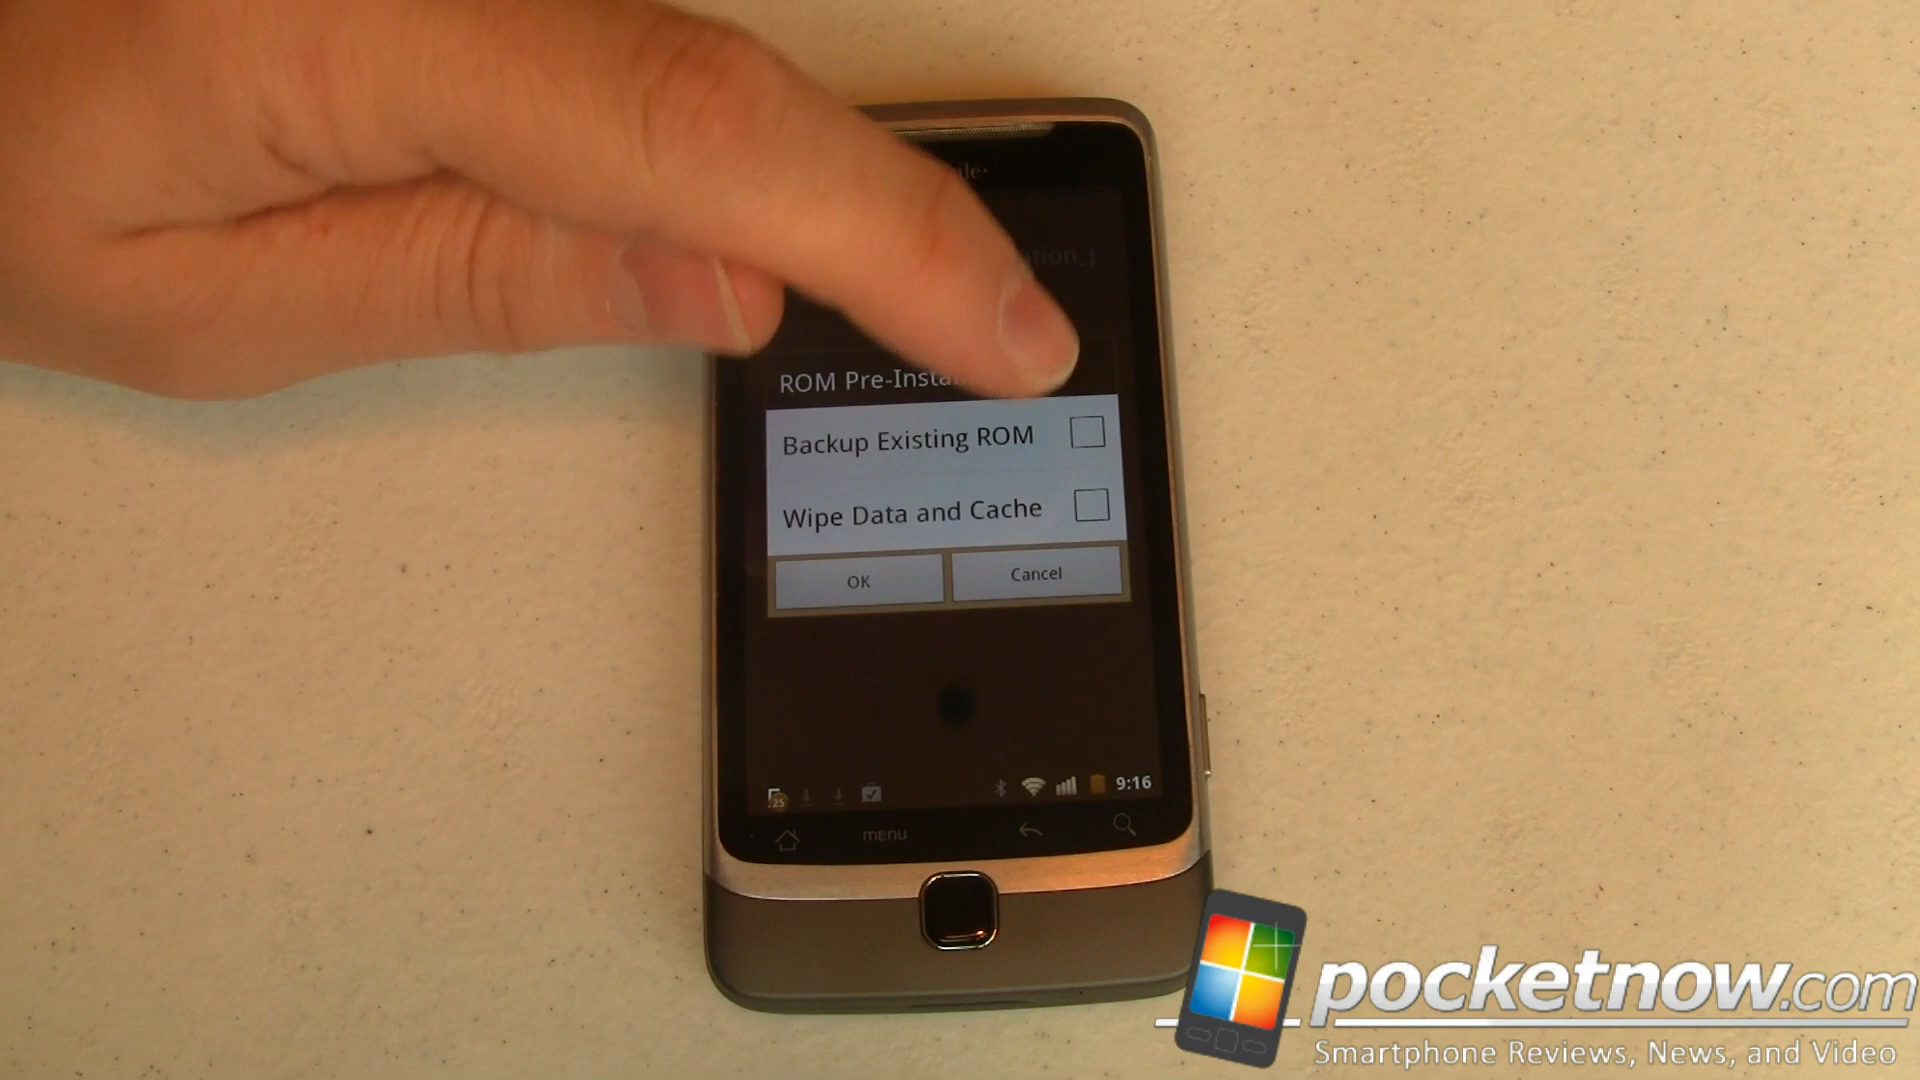 ROM Pre-Insta
Backup Existing ROM
Wipe Data and Cache
OK Cancel
25
9:16
menu
pocketnow.com
Smartphone Reviews, News, and Video